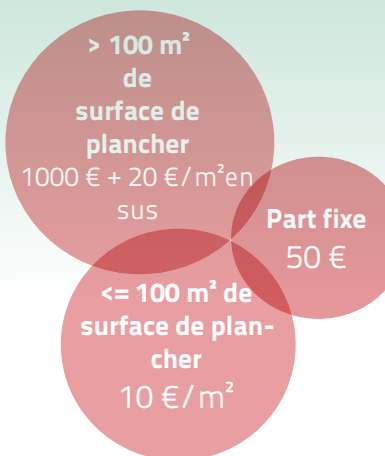 > 100 m²
de
surface de
plancher
1000 € + 20 €/m²en
sus
Part fixe
50 €
<= 100 m² de
surface de plan-
cher
10 €/m²